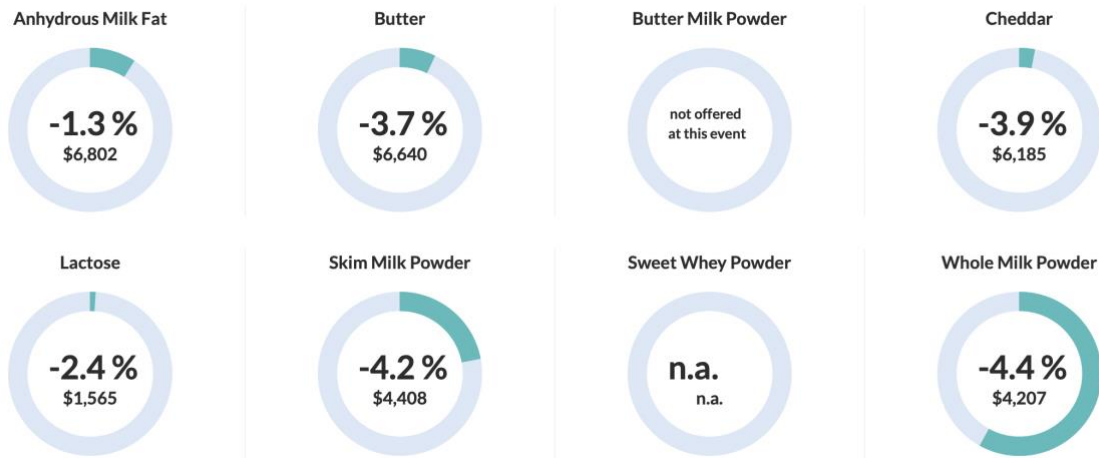 Anhydrous Milk Fat
-1.3 %
$6,802
Butter
-3.7 %
$6,640
Butter Milk Powder
not offered
at this event
Cheddar
-3.9 %
$6,185
Lactose
-2.4 %
$1,565
Skim Milk Powder
-4.2 %
$4,408
Sweet Whey Powder
n.a.
n.a.
Whole Milk Powder
-4.4 %
$4,207